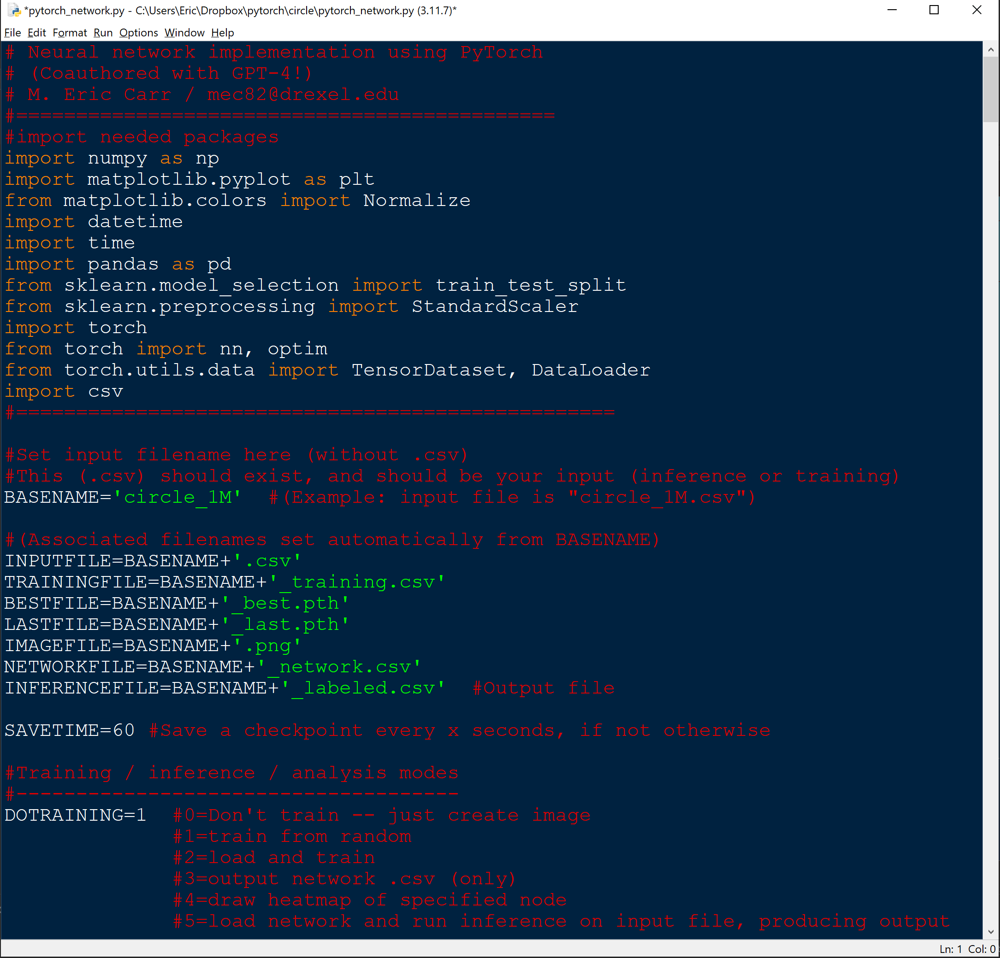 *pytorch_network.py - C:\Users\Eric\Dropbox\pytorch\circle\pytorch_network.py (3.11.7)*
File Edit Format Run Options Window Help
# Neural network implementation using PyTorch
# (Coauthored with GPT-4!)
# M. Eric Carr / mec82@drexel.edu
#=============================================
#import needed packages
import numpy as np
import matplotlib.pyplot as plt
from matplotlib.colors import Normalize
import datetime
import time
import pandas as pd
from sklearn.model_selection import train_test_split
from sklearn.preprocessing import StandardScaler
import torch
from torch import nn, optim
from torch.utils.data import TensorDataset, DataLoader
import csv
#==================================================

#Set input filename here (without .csv)
#This (.csv) should exist, and should be your input (inference or training)
BASENAME='circle_1M'  #(Example: input file is "circle_1M.csv")

#(Associated filenames set automatically from BASENAME)
INPUTFILE=BASENAME+'.csv'
TRAININGFILE=BASENAME+'_training.csv'
BESTFILE=BASENAME+'_best.pth'
LASTFILE=BASENAME+'_last.pth'
IMAGEFILE=BASENAME+'.png'
NETWORKFILE=BASENAME+'_network.csv'
INFERENCEFILE=BASENAME+'_labeled.csv'  #Output file

SAVETIME=60 #Save a checkpoint every x seconds, if not otherwise

#Training / inference / analysis modes
#-------------------------------------
DOTRAINING=1  #0=Don't train -- just create image
              #1=train from random
              #2=load and train
              #3=output network .csv (only)
              #4=draw heatmap of specified node
              #5=load network and run inference on input file, producing output
Ln: 1 Col: 0